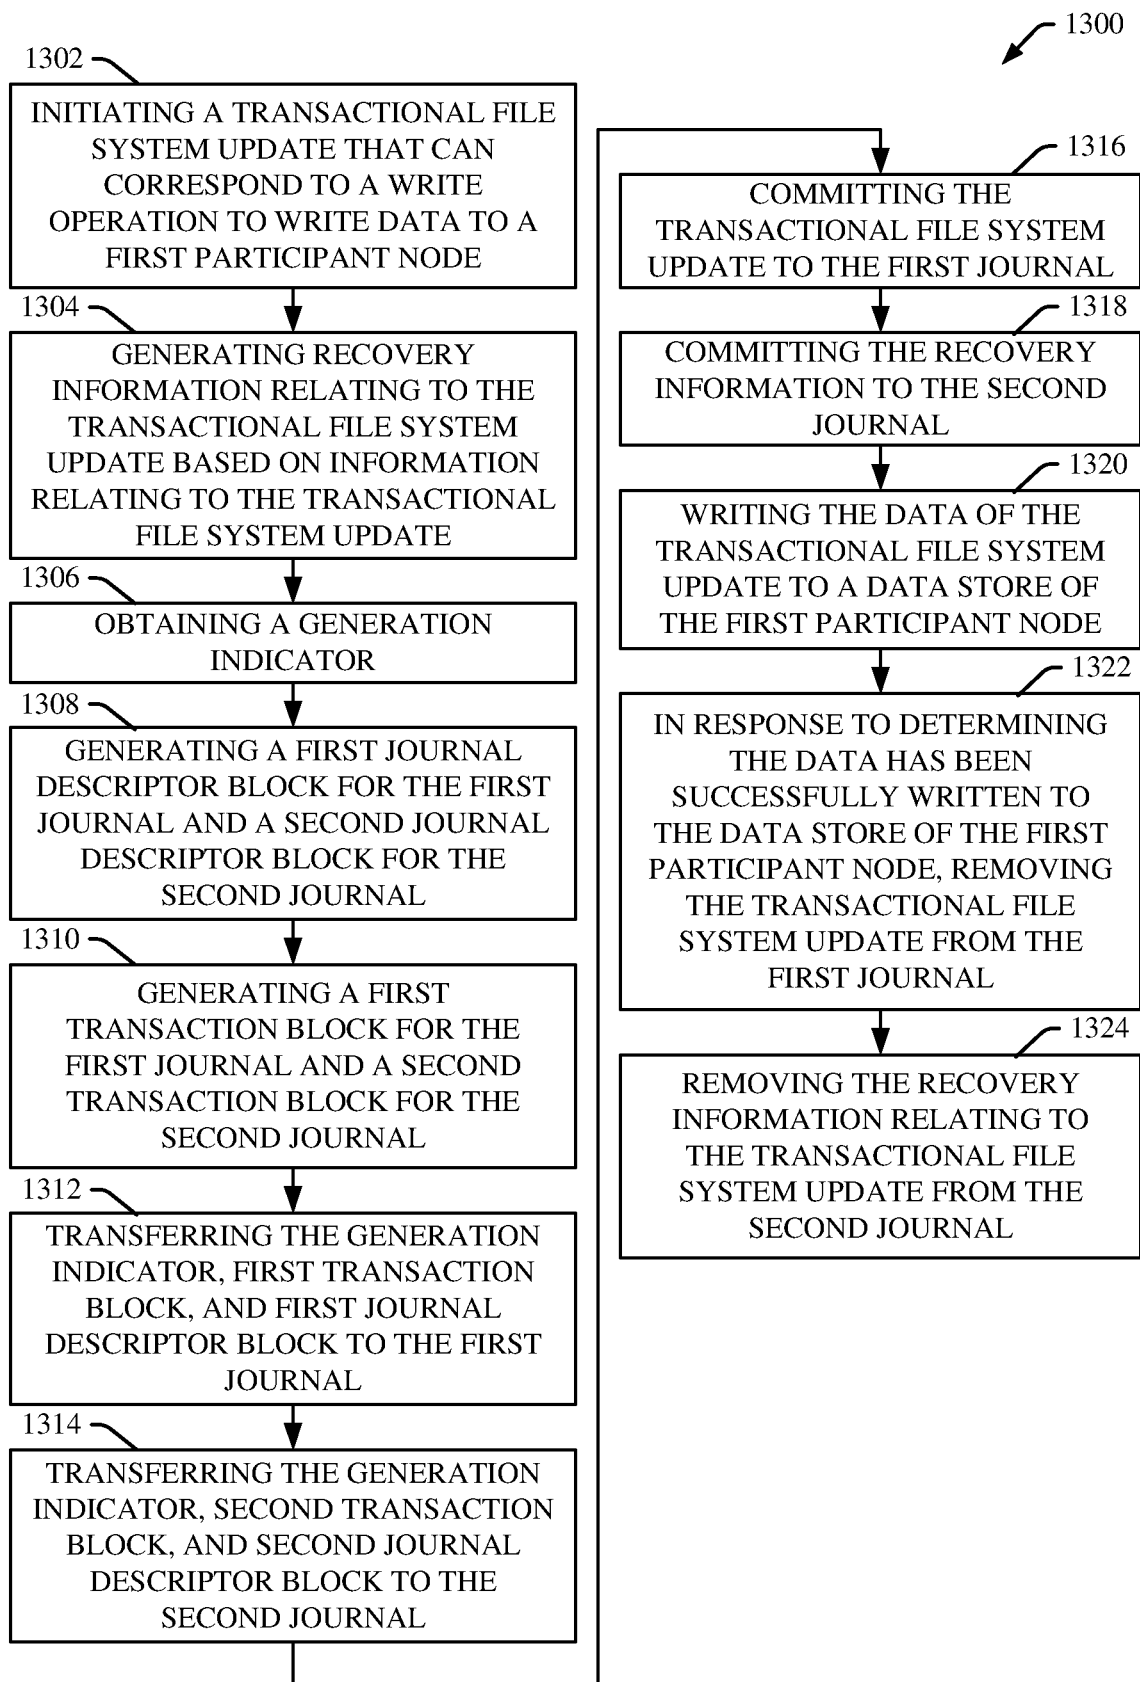 1300
1302
INITIATING A TRANSACTIONAL FILE
SYSTEM UPDATE THAT CAN
CORRESPOND TO A WRITE
OPERATION TO WRITE DATA TO A
FIRST PARTICIPANT NODE
1304
GENERATING RECOVERY
INFORMATION RELATING TO THE
TRANSACTIONAL FILE SYSTEM
UPDATE BASED ON INFORMATION
RELATING TO THE TRANSACTIONAL
FILE SYSTEM UPDATE
1306
OBTAINING A GENERATION
INDICATOR
1308
GENERATING A FIRST JOURNAL
DESCRIPTOR BLOCK FOR THE FIRST
JOURNAL AND A SECOND JOURNAL
DESCRIPTOR BLOCK FOR THE
SECOND JOURNAL
1310
GENERATING A FIRST
TRANSACTION BLOCK FOR THE
FIRST JOURNAL AND A SECOND
TRANSACTION BLOCK FOR THE
SECOND JOURNAL
1312
TRANSFERRING THE GENERATION
INDICATOR, FIRST TRANSACTION
BLOCK, AND FIRST JOURNAL
DESCRIPTOR BLOCK TO THE FIRST
JOURNAL
1314
TRANSFERRING THE GENERATION
INDICATOR, SECOND TRANSACTION
BLOCK, AND SECOND JOURNAL
DESCRIPTOR BLOCK TO THE
SECOND JOURNAL
1316
COMMITTING THE
TRANSACTIONAL FILE SYSTEM
UPDATE TO THE FIRST JOURNAL
1318
COMMITTING THE RECOVERY
INFORMATION TO THE SECOND
JOURNAL
1320
WRITING THE DATA OF THE
TRANSACTIONAL FILE SYSTEM
UPDATE TO A DATA STORE OF
THE FIRST PARTICIPANT NODE
1322
IN RESPONSE TO DETERMINING
THE DATA HAS BEEN
SUCCESSFULLY WRITTEN TO
THE DATA STORE OF THE FIRST
PARTICIPANT NODE, REMOVING
THE TRANSACTIONAL FILE
SYSTEM UPDATE FROM THE
FIRST JOURNAL
1324
REMOVING THE RECOVERY
INFORMATION RELATING TO
THE TRANSACTIONAL FILE
SYSTEM UPDATE FROM THE
SECOND JOURNAL